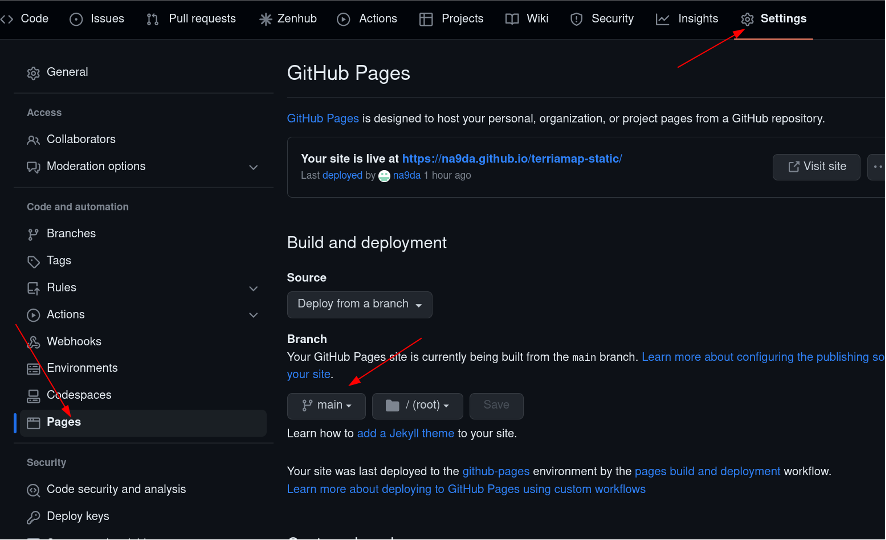 Code Issues Pull requests Zenhub Actions Projects Wiki Security Insights Settings
General
Access
Collaborators
Moderation options
Code and automation
Branches
Tags
Rules
Actions
Webhooks
Environments
Codespaces
Pages
Security
Code security and analysis
Deploy keys
GitHub Pages
GitHub Pages is designed to host your personal, organization, or project pages from a GitHub repository.
Your site is live at https://na9da.github.io/terriamap-static/
Last deployed by na9da 1 hour ago
Visit site
Build and deployment
Source
Deploy from a branch
Branch
Your GitHub Pages site is currently being built from the main branch. Learn more about configuring the publishing so
your site.
main / (root) Save
Learn how to add a Jekyll theme to your site.
Your site was last deployed to the github-pages environment by the pages build and deployment workflow.
Learn more about deploying to GitHub Pages using custom workflows